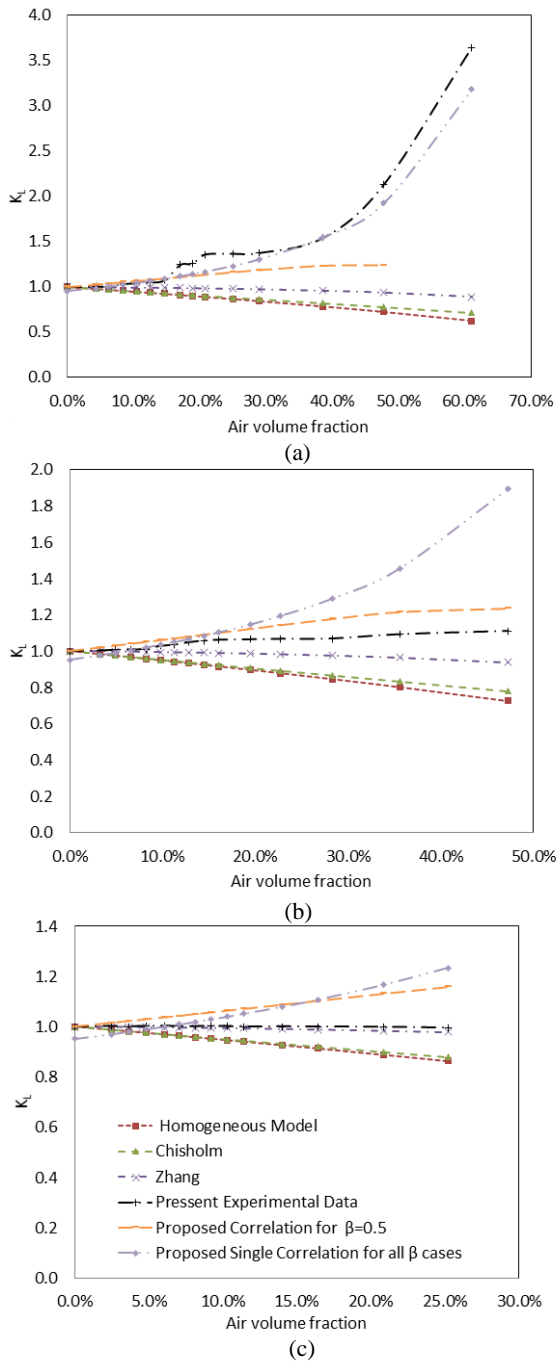 4.0
3.5
3.0
2.5
2.0
1.5
1.0
0.5
0.0
K_L
0.0% 10.0% 20.0% 30.0% 40.0% 50.0% 60.0% 70.0%
Air volume fraction
(a)
2.0
1.8
1.6
1.4
1.2
1.0
0.8
0.6
0.4
0.2
0.0
K_L
0.0% 10.0% 20.0% 30.0% 40.0% 50.0%
Air volume fraction
(b)
1.4
1.2
1.0
0.8
0.6
0.4
0.2
0.0
K_L
Homogeneous Model
Chisholm
Zhang
Pressent Experimental Data
Proposed Correlation for β=0.5
Proposed Single Correlation for all β cases
0.0% 5.0% 10.0% 15.0% 20.0% 25.0% 30.0%
Air volume fraction
(c)